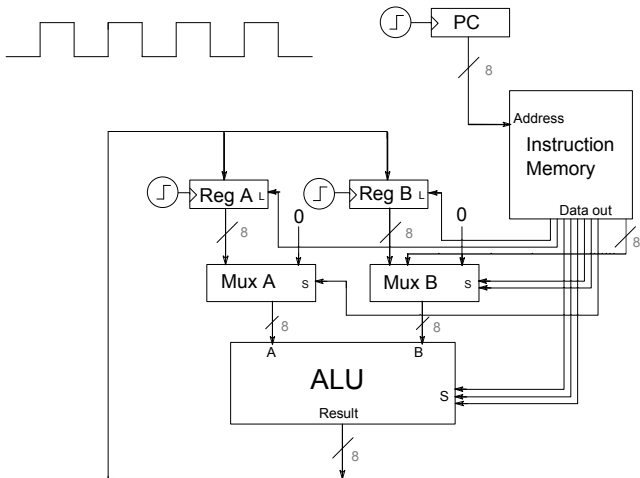 PC
8
Address
Instruction
Memory
Data out
8
Reg A L
Reg B L
8
0
8
0
Mux A S
Mux B S
8
8
A
B
ALU
S
Result
8